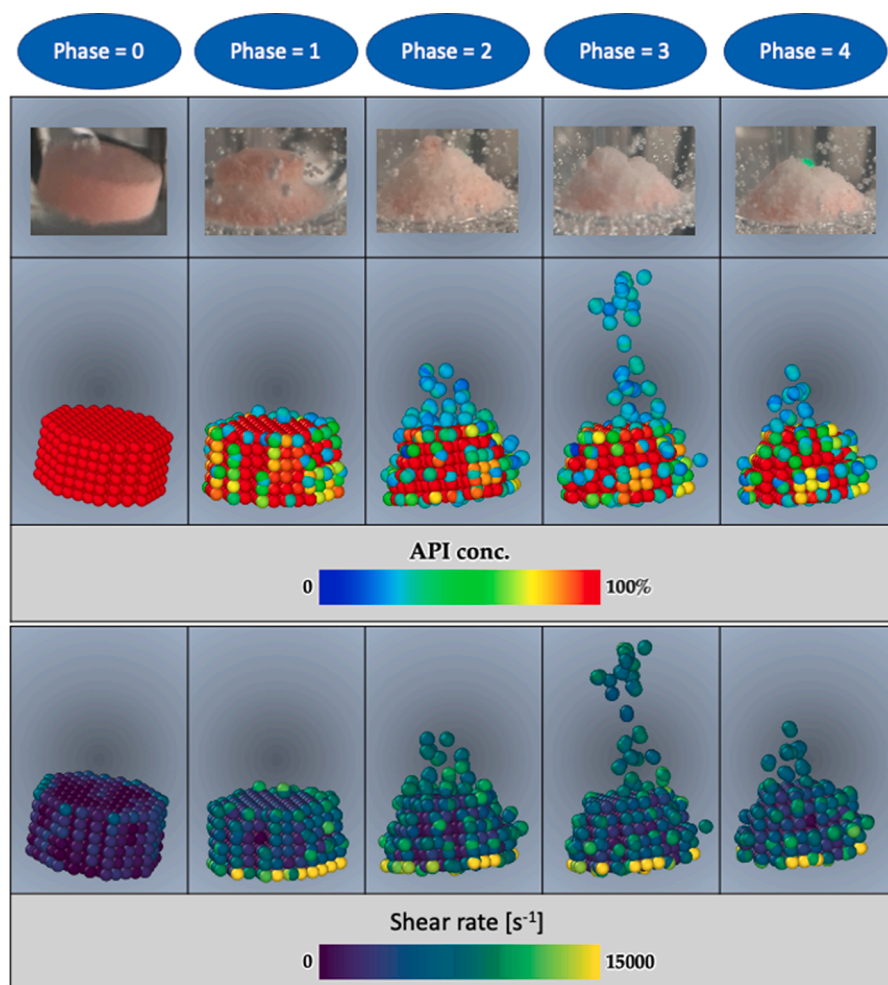 Phase = 0
Phase = 1
Phase = 2
Phase = 3
Phase = 4
API conc.
0 100%
Shear rate [s⁻¹]
0 15000